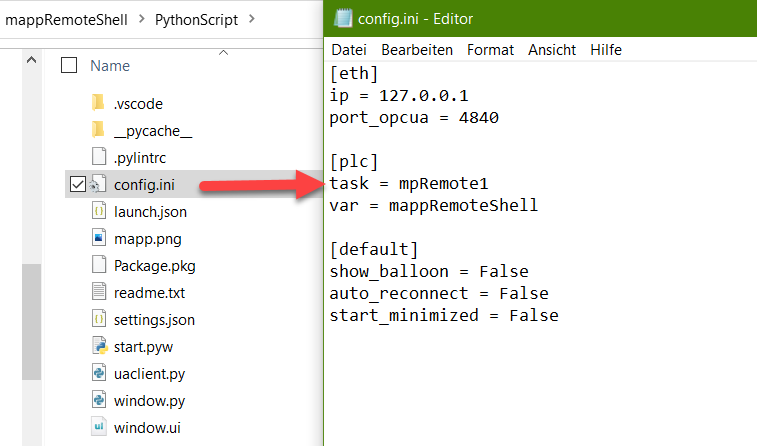 mappRemoteShell > PythonScript >
Name
.vscode
__pycache__
.pylintrc
config.ini
launch.json
mapp.png
Package.pkg
readme.txt
settings.json
start.pyw
uaclient.py
window.py
window.ui
config.ini - Editor
Datei Bearbeiten Format Ansicht Hilfe
[eth]
ip = 127.0.0.1
port_opcua = 4840
[plc]
task = mpRemote1
var = mappRemoteShell
[default]
show_balloon = False
auto_reconnect = False
start_minimized = False